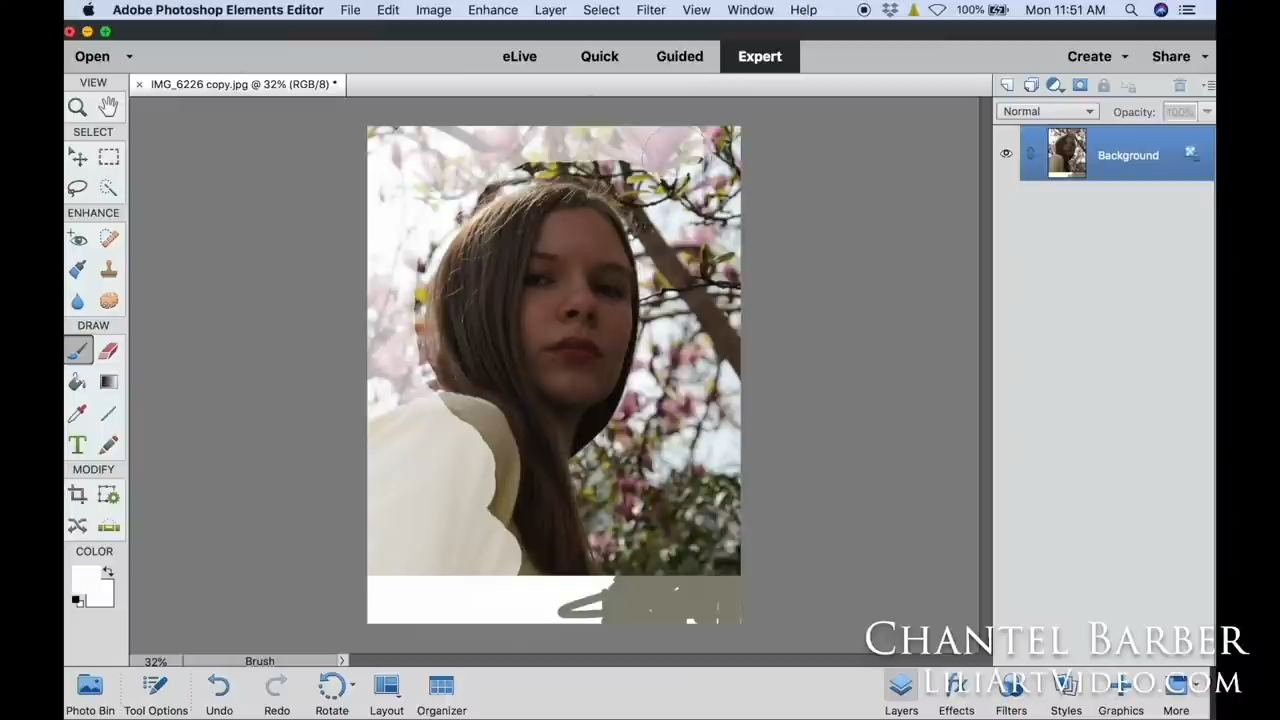 Adobe Photoshop Elements Editor File Edit Image Enhance Layer Select Filter View Window Help 100% Mon 11:51 AM
Open eLive Quick Guided Expert Create Share
VIEW
× IMG_6226 copy.jpg @ 32% (RGB/8) *
Normal Opacity: 100%
SELECT
Background
ENHANCE
DRAW
T
MODIFY
COLOR
CHANTEL BARBER
32% Brush
LILIARTVIDEO.COM
Photo Bin Tool Options Undo Redo Rotate Layout Organizer Layers Effects Filters Styles Graphics More